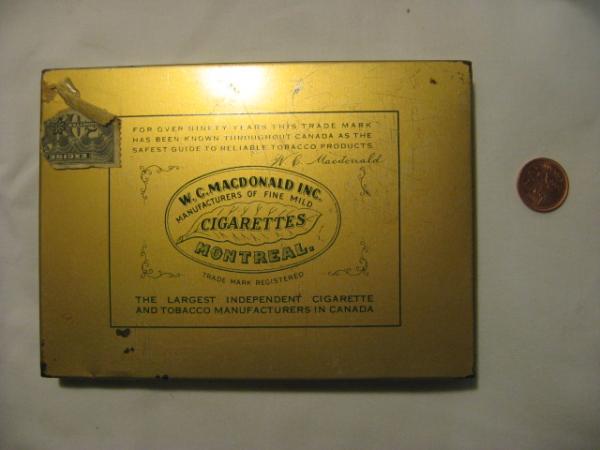 FOR OVER NINETY YEARS THIS TRADE MARK
HAS BEEN KNOWN THROUGHOUT CANADA AS THE
SAFEST GUIDE TO RELIABLE TOBACCO PRODUCTS
W. C. Macdonald
W.C. MACDONALD INC.
MANUFACTURERS OF FINE MILD
CIGARETTES
MONTREAL.
TRADE MARK REGISTERED
THE LARGEST INDEPENDENT CIGARETTE
AND TOBACCO MANUFACTURERS IN CANADA
EXCISE